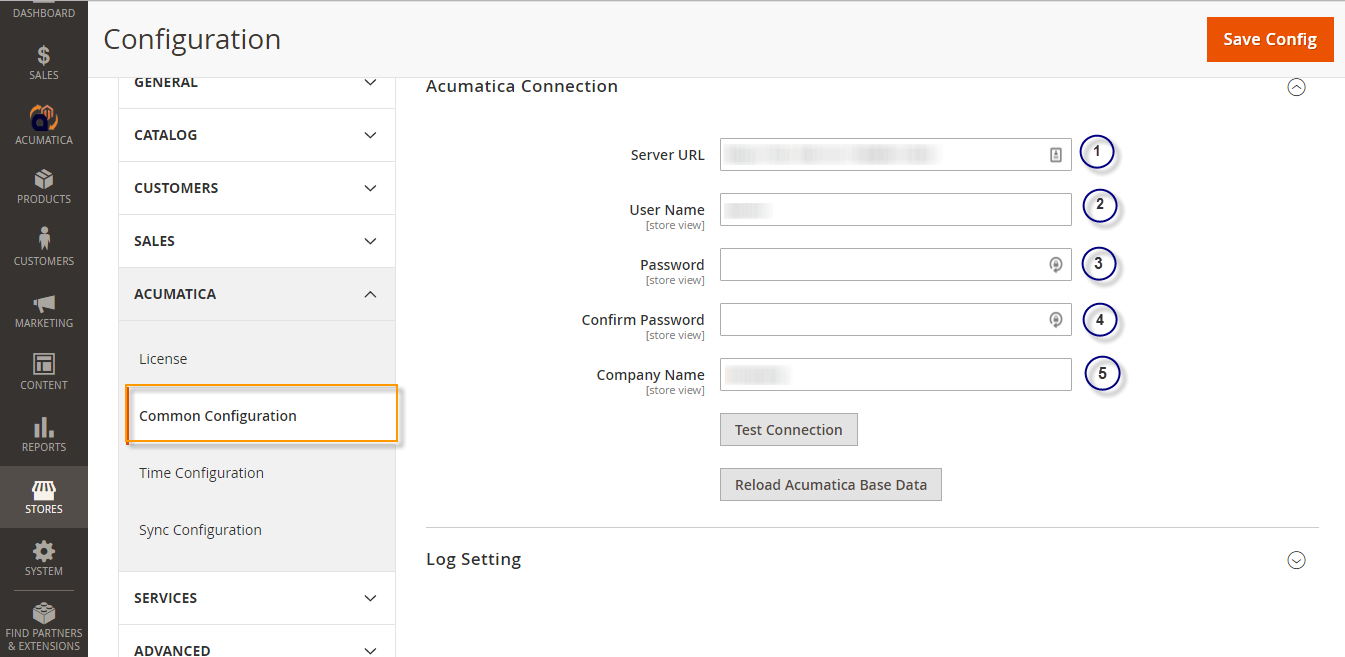 DASHBOARD
SALES
ACUMATICA
PRODUCTS
CUSTOMERS
MARKETING
CONTENT
REPORTS
STORES
SYSTEM
FIND PARTNERS
& EXTENSIONS
Configuration
Save Config
GENERAL
CATALOG
CUSTOMERS
SALES
ACUMATICA
License
Common Configuration
Time Configuration
Sync Configuration
SERVICES
ADVANCED
Acumatica Connection
Server URL
1
User Name
[store view]
2
Password
[store view]
3
Confirm Password
[store view]
4
Company Name
[store view]
5
Test Connection
Reload Acumatica Base Data
Log Setting